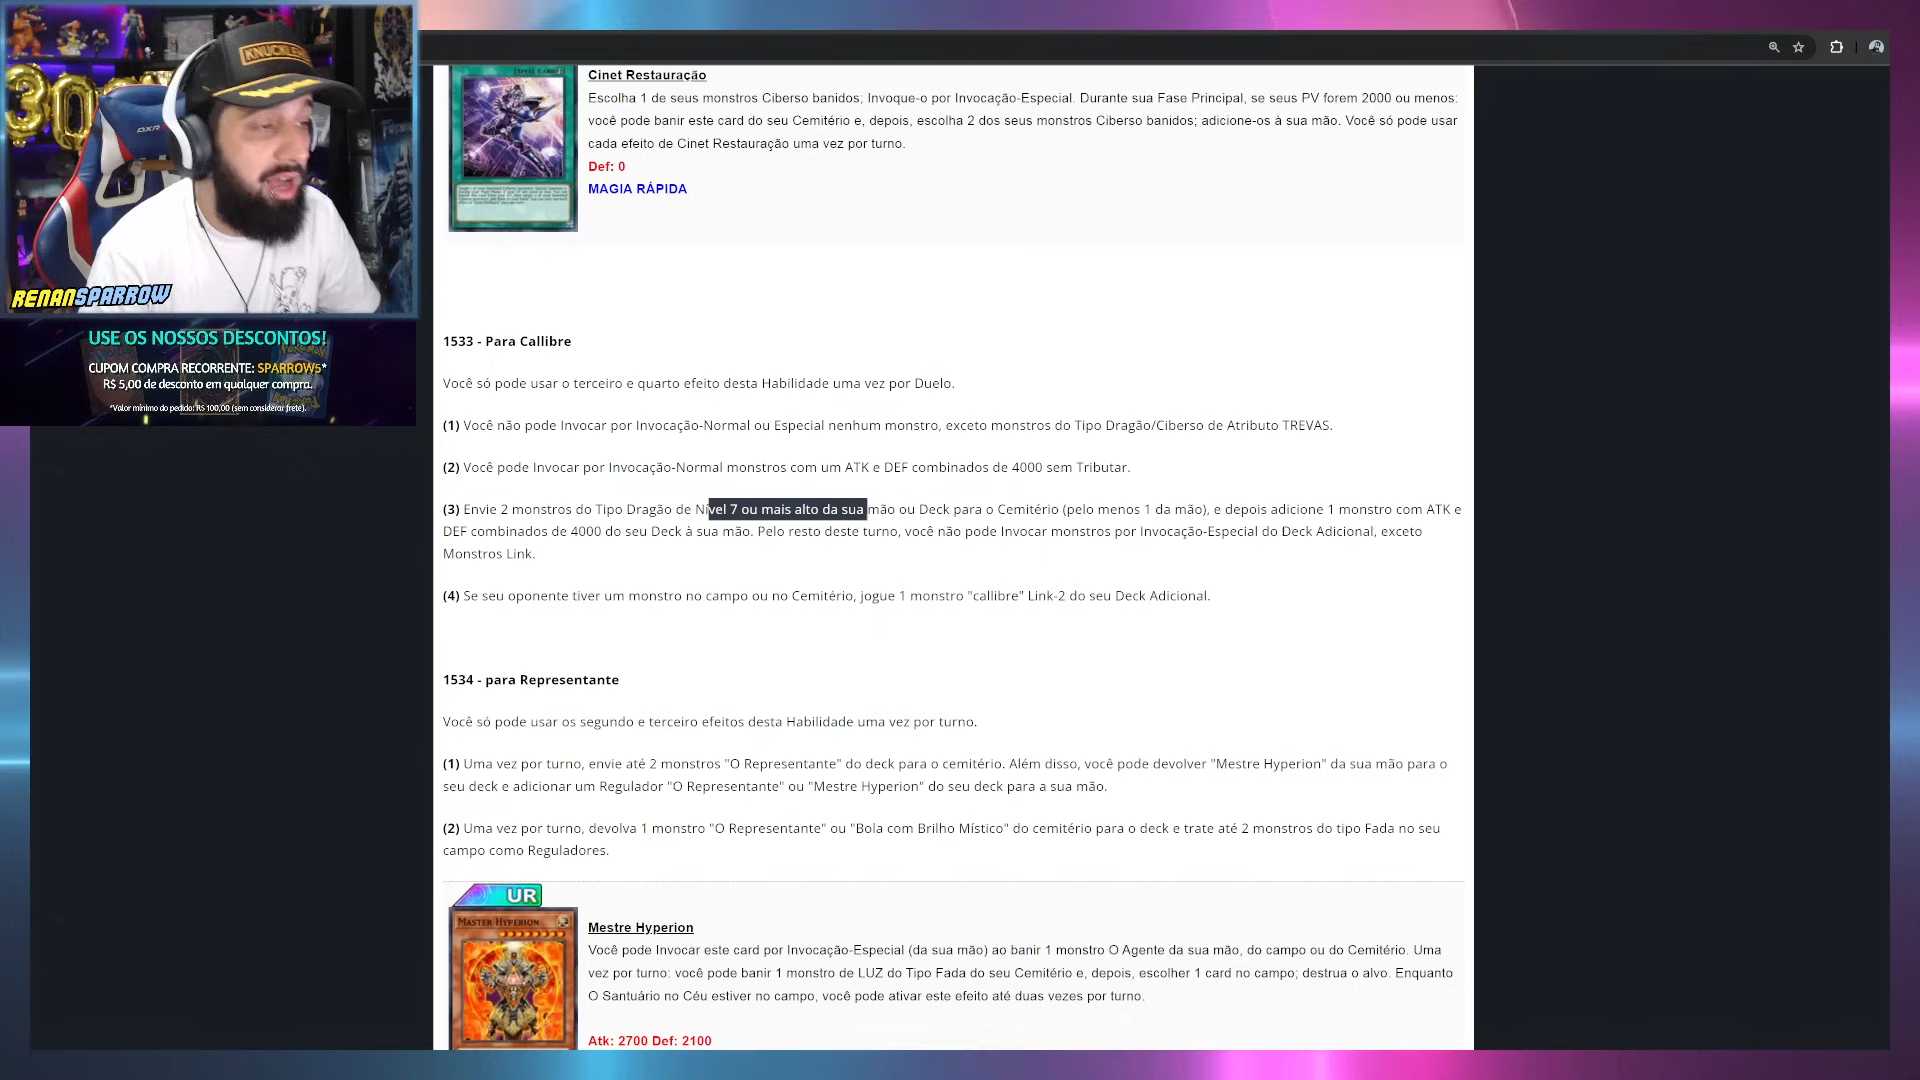 KNUCKLE
30
DXR
RENANSPARROW
USE OS NOSSOS DESCONTOS!
CUPOM COMPRA RECORRENTE: SPARROW5*
R$ 5,00 de desconto em qualquer compra.
*Valor mínimo do pedido: R$ 100,00 (sem considerar frete).
Cinet Restauração
Escolha 1 de seus monstros Ciberso banidos; Invoque-o por Invocação-Especial. Durante sua Fase Principal, se seus PV forem 2000 ou menos:
você pode banir este card do seu Cemitério e, depois, escolha 2 dos seus monstros Ciberso banidos; adicione-os à sua mão. Você só pode usar
cada efeito de Cinet Restauração uma vez por turno.
Def: 0
MAGIA RÁPIDA
1533 - Para Callibre
Você só pode usar o terceiro e quarto efeito desta Habilidade uma vez por Duelo.
(1) Você não pode Invocar por Invocação-Normal ou Especial nenhum monstro, exceto monstros do Tipo Dragão/Ciberso de Atributo TREVAS.
(2) Você pode Invocar por Invocação-Normal monstros com um ATK e DEF combinados de 4000 sem Tributar.
(3) Envie 2 monstros do Tipo Dragão de Nível 7 ou mais alto da sua mão ou Deck para o Cemitério (pelo menos 1 da mão), e depois adicione 1 monstro com ATK e
DEF combinados de 4000 do seu Deck à sua mão. Pelo resto deste turno, você não pode Invocar monstros por Invocação-Especial do Deck Adicional, exceto
Monstros Link.
(4) Se seu oponente tiver um monstro no campo ou no Cemitério, jogue 1 monstro "callibre" Link-2 do seu Deck Adicional.
1534 - para Representante
Você só pode usar os segundo e terceiro efeitos desta Habilidade uma vez por turno.
(1) Uma vez por turno, envie até 2 monstros "O Representante" do deck para o cemitério. Além disso, você pode devolver "Mestre Hyperion" da sua mão para o
seu deck e adicionar um Regulador "O Representante" ou "Mestre Hyperion" do seu deck para a sua mão.
(2) Uma vez por turno, devolva 1 monstro "O Representante" ou "Bola com Brilho Místico" do cemitério para o deck e trate até 2 monstros do tipo Fada no seu
campo como Reguladores.
UR
MASTER HYPERION
Mestre Hyperion
Você pode Invocar este card por Invocação-Especial (da sua mão) ao banir 1 monstro O Agente da sua mão, do campo ou do Cemitério. Uma
vez por turno: você pode banir 1 monstro de LUZ do Tipo Fada do seu Cemitério e, depois, escolher 1 card no campo; destrua o alvo. Enquanto
O Santuário no Céu estiver no campo, você pode ativar este efeito até duas vezes por turno.
Atk: 2700 Def: 2100